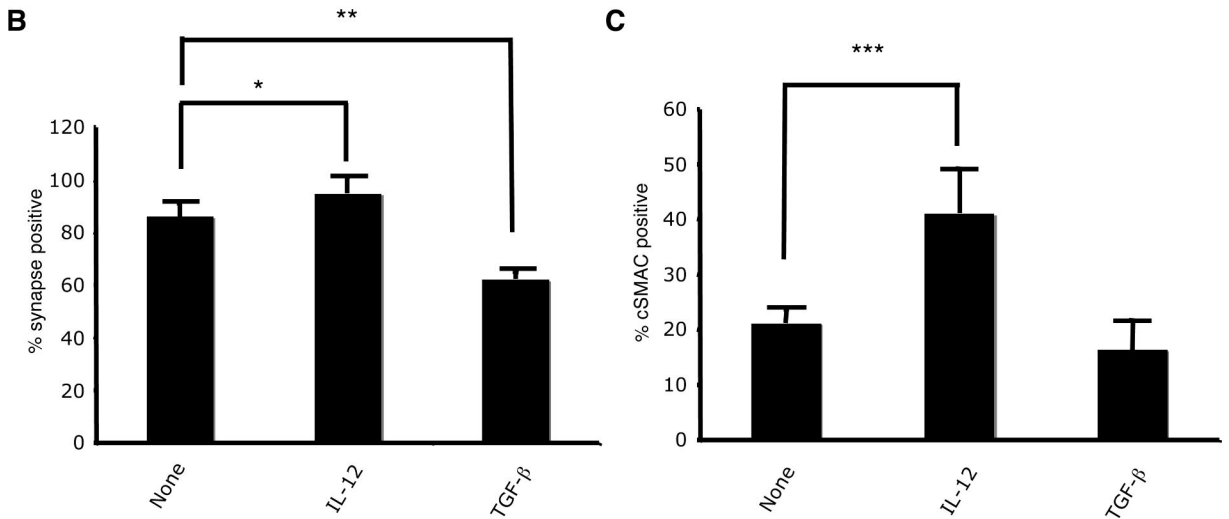 B
**
*
120
100
80
60
40
20
0
% synapse positive
None
IL-12
TGF-β
C
***
60
50
40
30
20
10
0
% cSMAC positive
None
IL-12
TGF-β